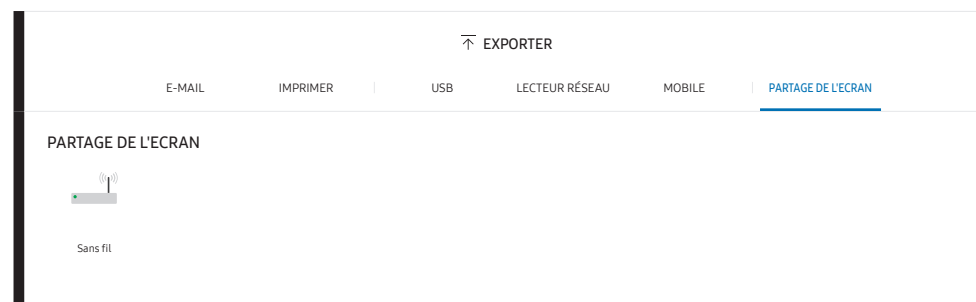 EXPORTER
E-MAIL IMPRIMER USB LECTEUR RÉSEAU MOBILE PARTAGE DE L'ECRAN
PARTAGE DE L'ECRAN
Sans fil